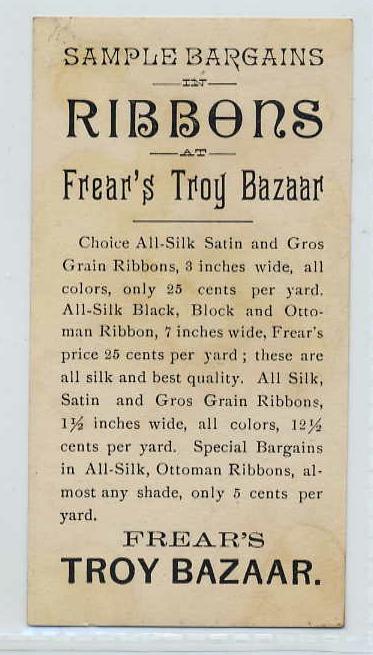 SAMPLE BARGAINS
IN
RIBBONS
AT
Frear's Troy Bazaar
Choice All-Silk Satin and Gros
Grain Ribbons, 3 inches wide, all
colors, only 25 cents per yard.
All-Silk Black, Block and Otto-
man Ribbon, 7 inches wide, Frear's
price 25 cents per yard; these are
all silk and best quality. All Silk,
Satin and Gros Grain Ribbons,
1½ inches wide, all colors, 12½
cents per yard. Special Bargains
in All-Silk, Ottoman Ribbons, al-
most any shade, only 5 cents per
yard.
FREAR'S
TROY BAZAAR.